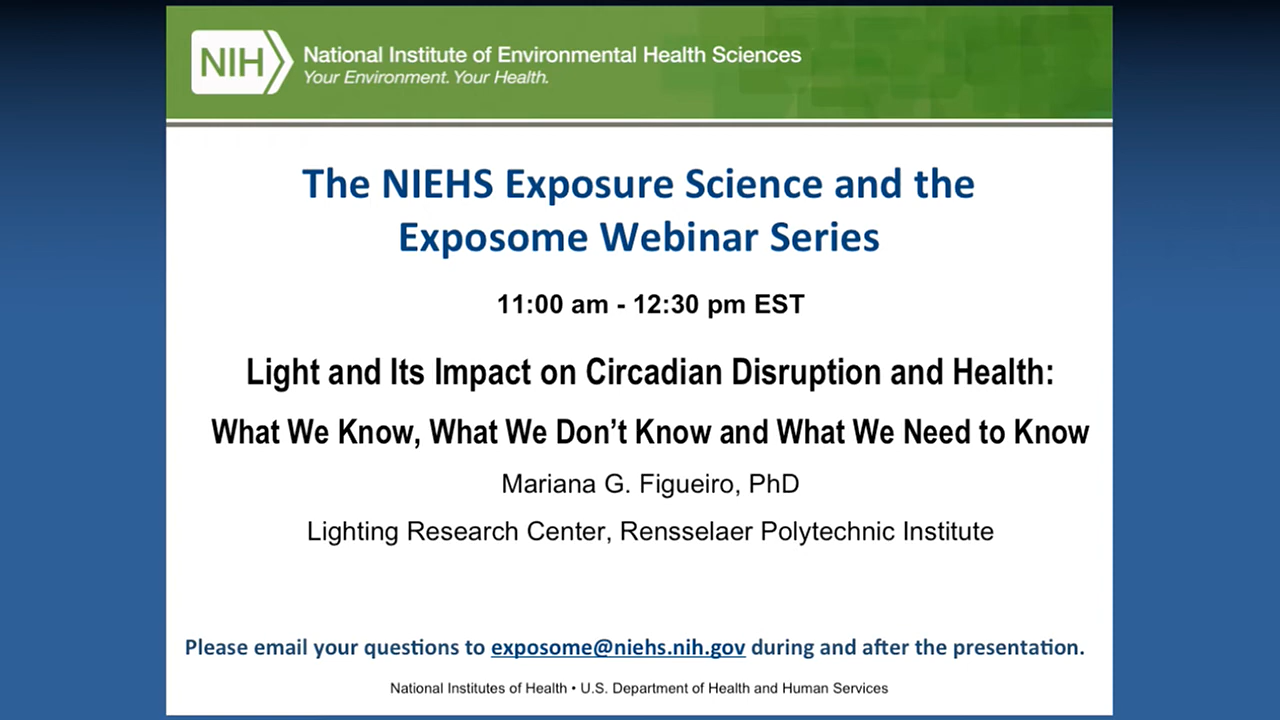 NIH
National Institute of Environmental Health Sciences
Your Environment. Your Health.
The NIEHS Exposure Science and the
Exposome Webinar Series
11:00 am - 12:30 pm EST
Light and Its Impact on Circadian Disruption and Health:
What We Know, What We Don’t Know and What We Need to Know
Mariana G. Figueiro, PhD
Lighting Research Center, Rensselaer Polytechnic Institute
Please email your questions to exposome@niehs.nih.gov during and after the presentation.
National Institutes of Health • U.S. Department of Health and Human Services